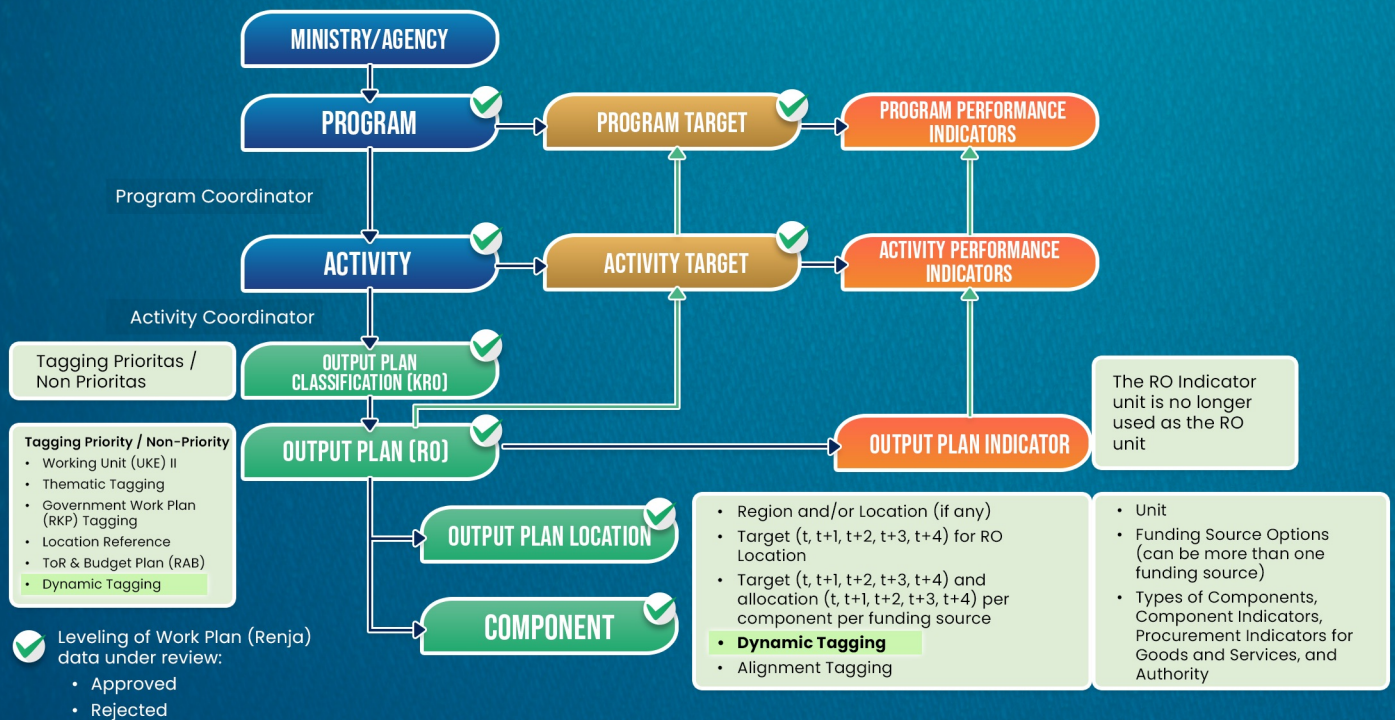 MINISTRY/AGENCY
PROGRAM
PROGRAM TARGET
PROGRAM PERFORMANCE
INDICATORS
Program Coordinator
ACTIVITY
ACTIVITY TARGET
ACTIVITY PERFORMANCE
INDICATORS
Activity Coordinator
Tagging Prioritas /
Non Prioritas
OUTPUT PLAN
CLASSIFICATION (KRO)
The RO Indicator
unit is no longer
used as the RO
unit
Tagging Priority / Non-Priority
• Working Unit (UKE) II
• Thematic Tagging
• Government Work Plan
(RKP) Tagging
• Location Reference
• ToR & Budget Plan (RAB)
• Dynamic Tagging
OUTPUT PLAN (RO)
OUTPUT PLAN INDICATOR
OUTPUT PLAN LOCATION
COMPONENT
• Region and/or Location (if any)
• Target (t, t+1, t+2, t+3, t+4) for RO
Location
• Target (t, t+1, t+2, t+3, t+4) and
allocation (t, t+1, t+2, t+3, t+4) per
component per funding source
• Dynamic Tagging
• Alignment Tagging
• Unit
• Funding Source Options
(can be more than one
funding source)
• Types of Components,
Component Indicators,
Procurement Indicators for
Goods and Services, and
Authority
Leveling of Work Plan (Renja)
data under review:
• Approved
• Rejected